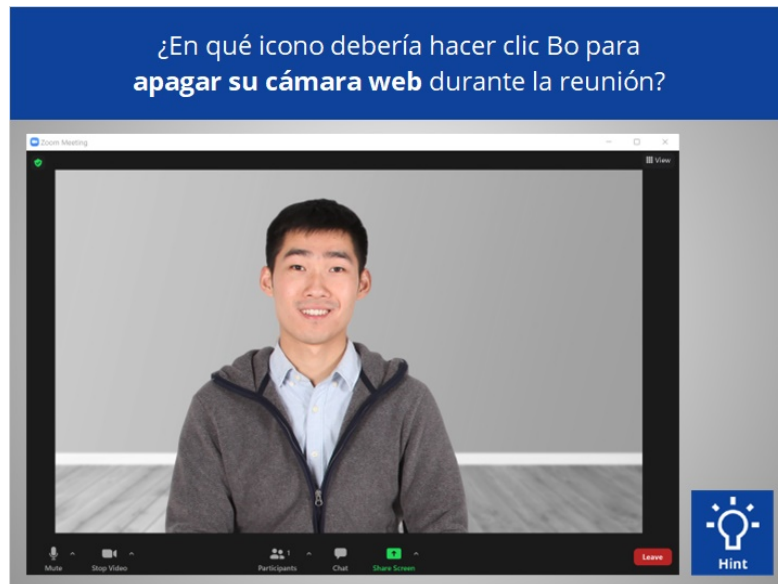 ¿En qué icono debería hacer clic Bo para
apagar su cámara web durante la reunión?
Zoom Meeting
View
Mute
Stop Video
Participants
1
Chat
Share Screen
Leave
Hint